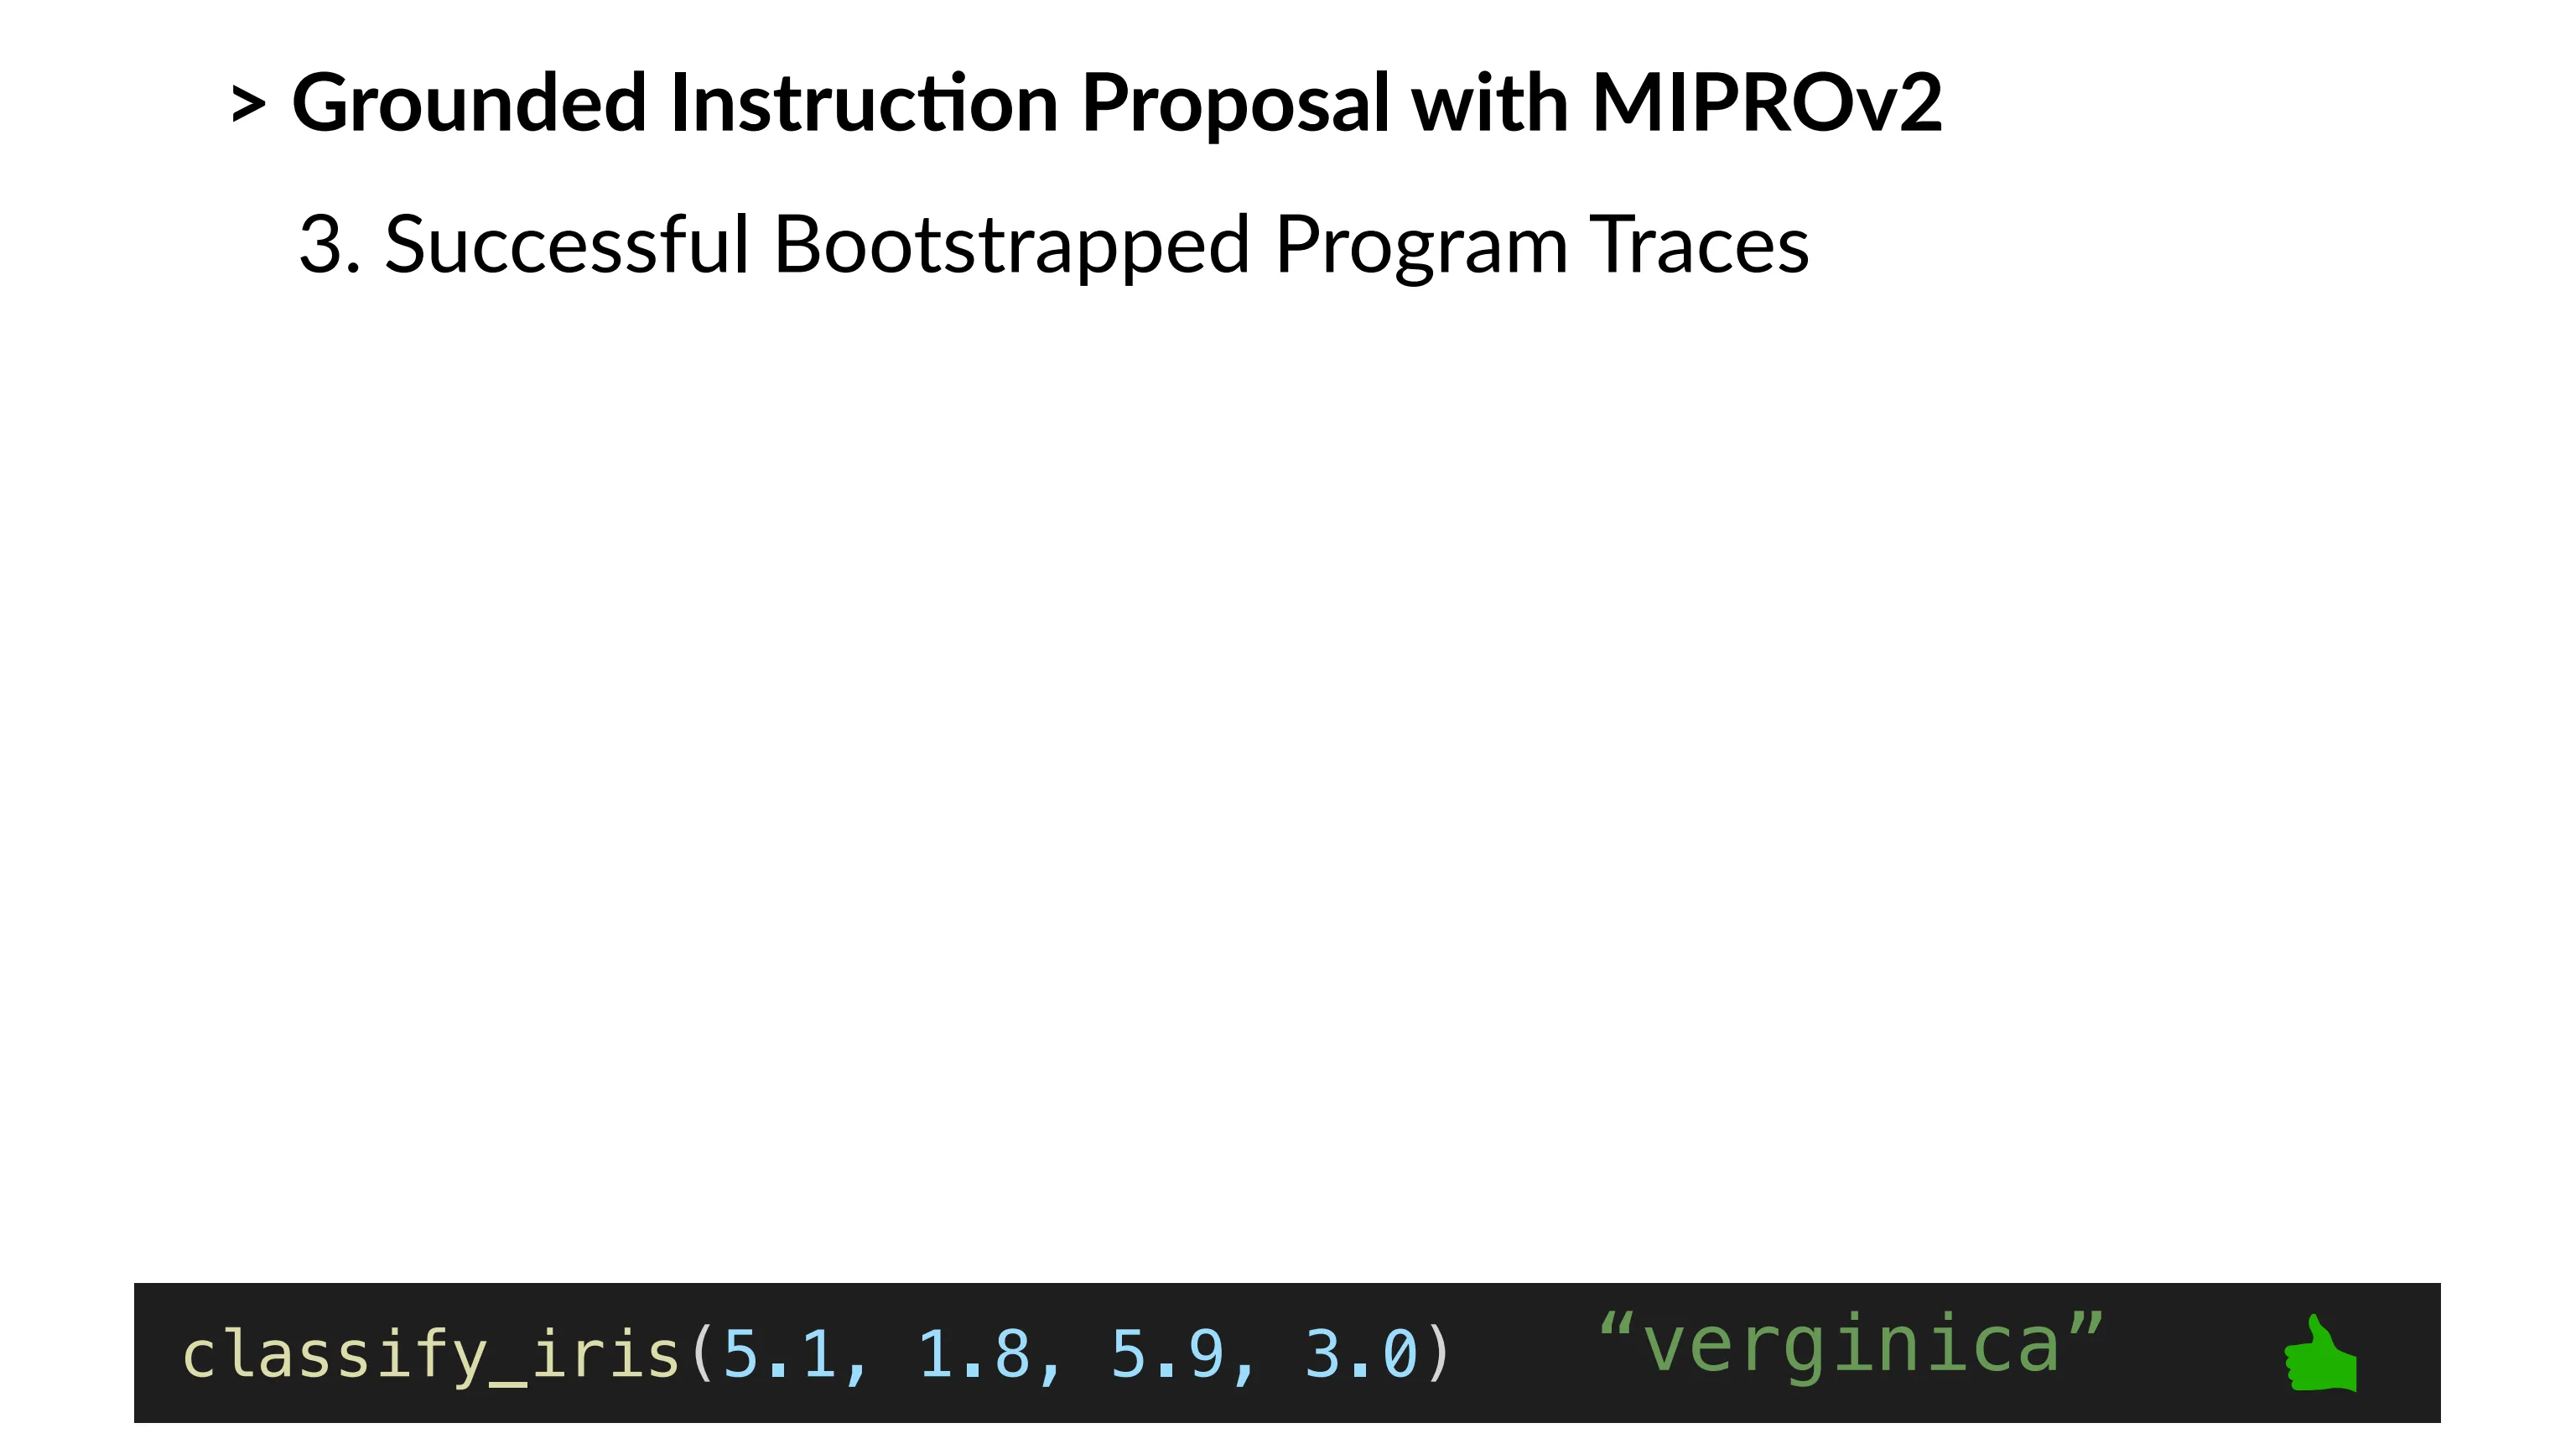 > Grounded Instruction Proposal with MIPROv2
3. Successful Bootstrapped Program Traces
classify_iris(5.1, 1.8, 5.9, 3.0) “verginica”